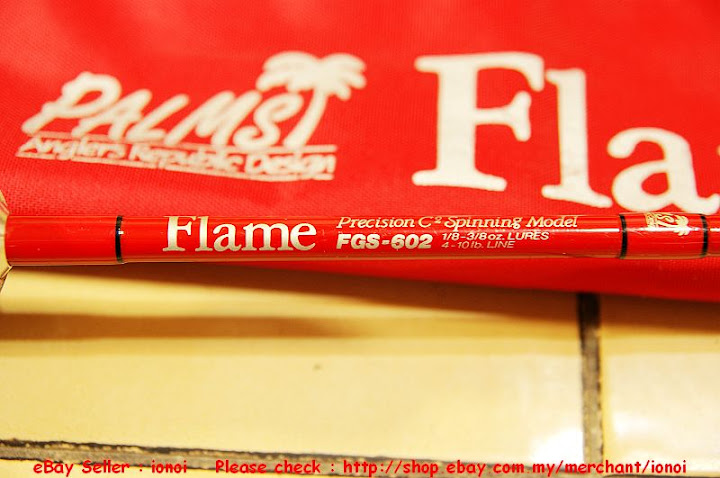 PALMS
Angler's Republic Design
Fla
Flame
Precision C² Spinning Model
FGS-602
1/8-3/8oz. LURES
4-10lb. LINE
eBay Seller : ionoi Please check : http://shop.ebay.com.my/merchant/ionoi